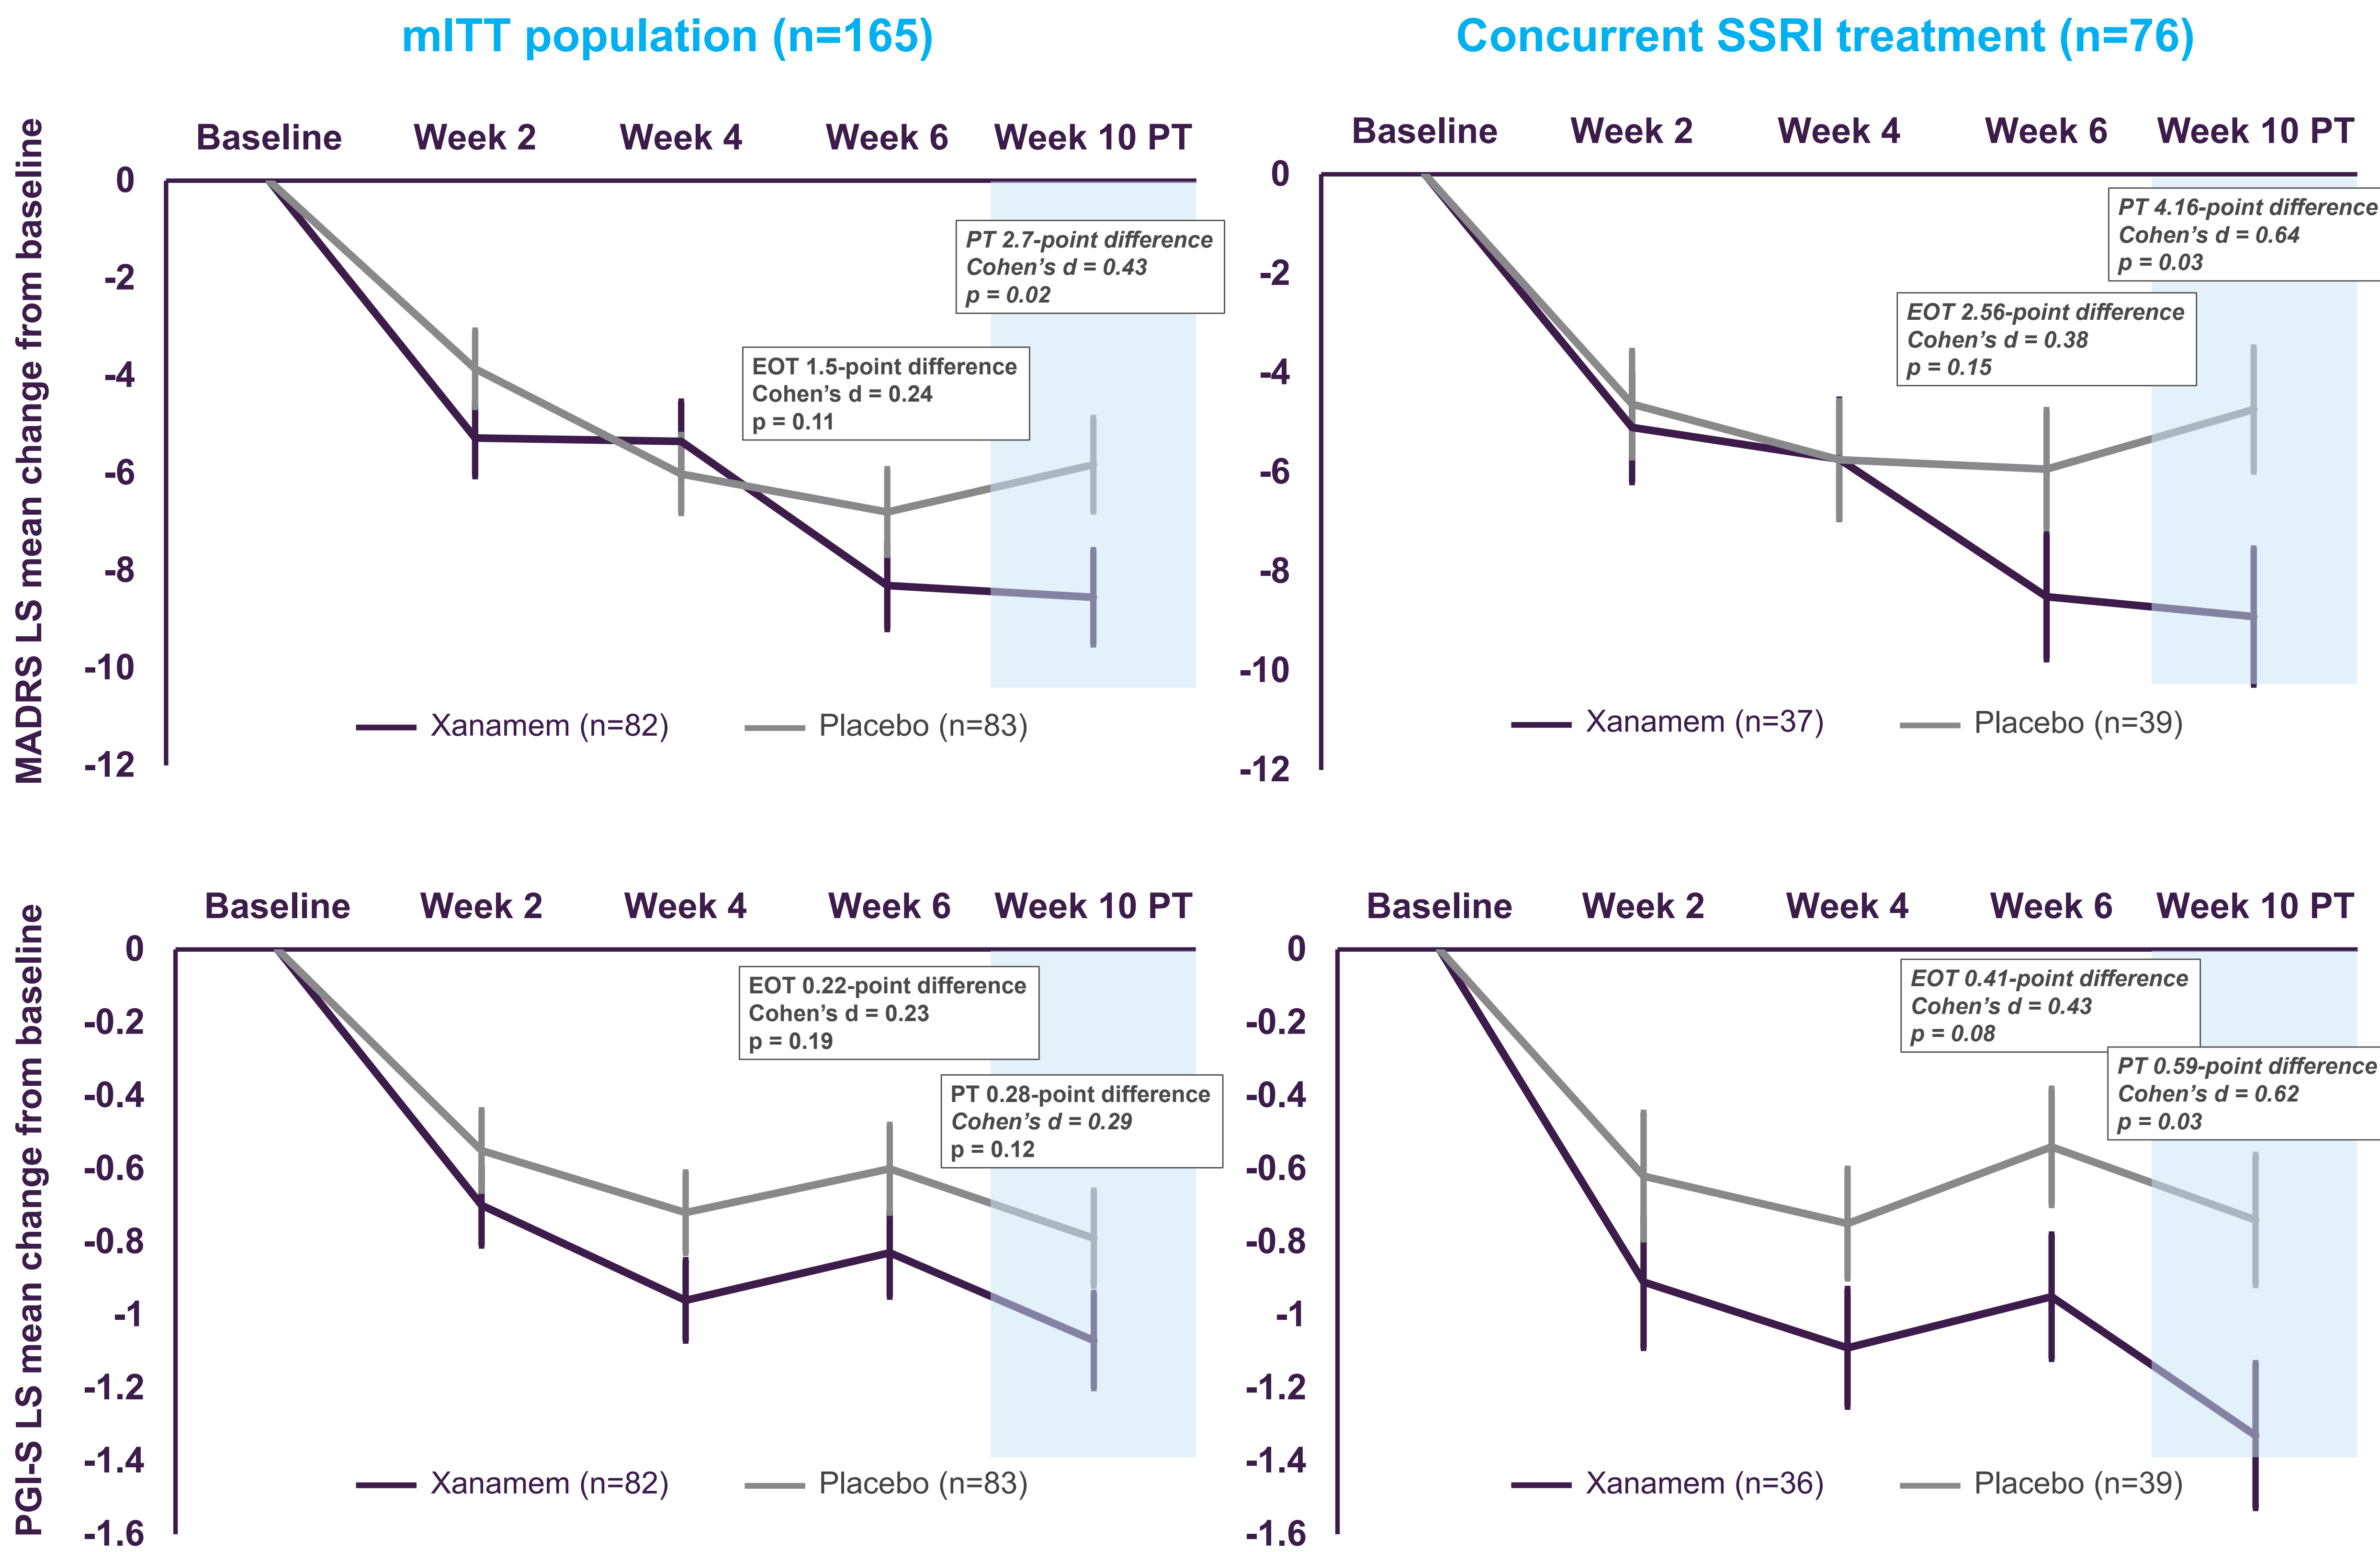 mITT population (n=165)
Concurrent SSRI treatment (n=76)
MADRS LS mean change from baseline
Baseline Week 2 Week 4 Week 6 Week 10 PT
0
-2
-4
-6
-8
-10
-12
PT 2.7-point difference
Cohen’s d = 0.43
p = 0.02
EOT 1.5-point difference
Cohen’s d = 0.24
p = 0.11
Xanamem (n=82) Placebo (n=83)
Baseline Week 2 Week 4 Week 6 Week 10 PT
0
-2
-4
-6
-8
-10
-12
PT 4.16-point difference
Cohen’s d = 0.64
p = 0.03
EOT 2.56-point difference
Cohen’s d = 0.38
p = 0.15
Xanamem (n=37) Placebo (n=39)
PGI-S LS mean change from baseline
Baseline Week 2 Week 4 Week 6 Week 10 PT
0
-0.2
-0.4
-0.6
-0.8
-1
-1.2
-1.4
-1.6
EOT 0.22-point difference
Cohen’s d = 0.23
p = 0.19
PT 0.28-point difference
Cohen’s d = 0.29
p = 0.12
Xanamem (n=82) Placebo (n=83)
Baseline Week 2 Week 4 Week 6 Week 10 PT
0
-0.2
-0.4
-0.6
-0.8
-1
-1.2
-1.4
-1.6
EOT 0.41-point difference
Cohen’s d = 0.43
p = 0.08
PT 0.59-point difference
Cohen’s d = 0.62
p = 0.03
Xanamem (n=36) Placebo (n=39)